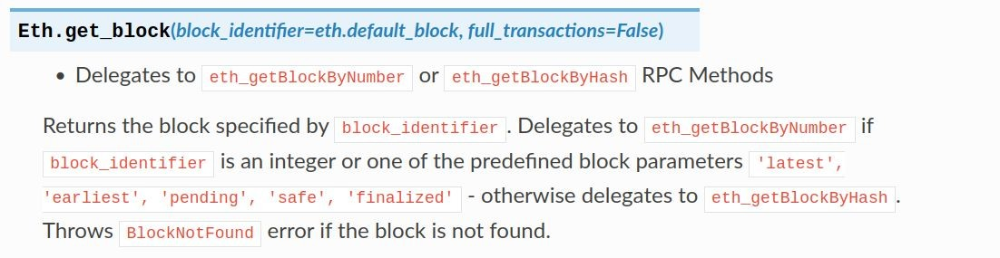 Eth.get_block(block_identifier=eth.default_block, full_transactions=False)
• Delegates to eth_getBlockByNumber or eth_getBlockByHash RPC Methods
Returns the block specified by block_identifier. Delegates to eth_getBlockByNumber if
block_identifier is an integer or one of the predefined block parameters 'latest',
'earliest', 'pending', 'safe', 'finalized' - otherwise delegates to eth_getBlockByHash.
Throws BlockNotFound error if the block is not found.